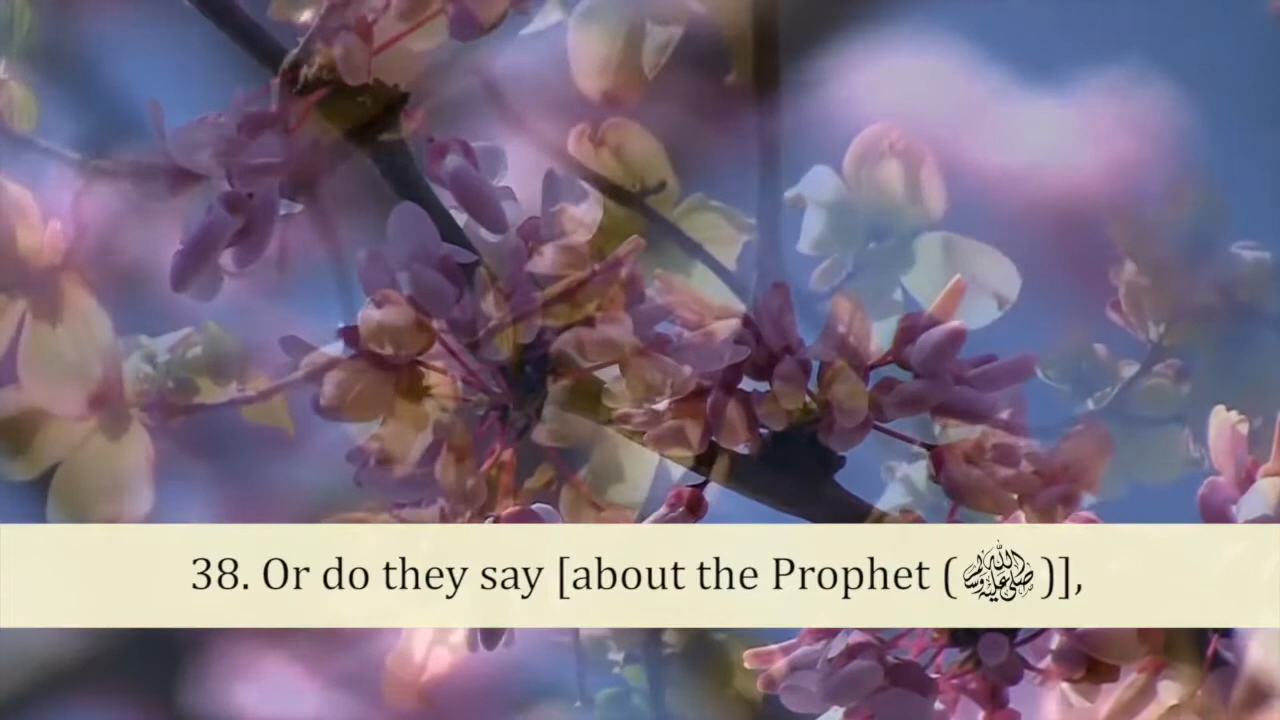 38. Or do they say [about the Prophet (ﷺ)],